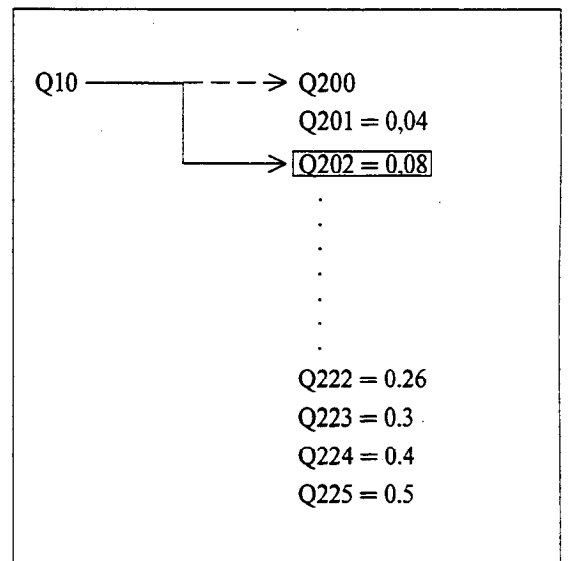 Q10 Q200
Q201 = 0,04
Q202 = 0,08
Q222 = 0.26
Q223 = 0.3
Q224 = 0.4
Q225 = 0.5